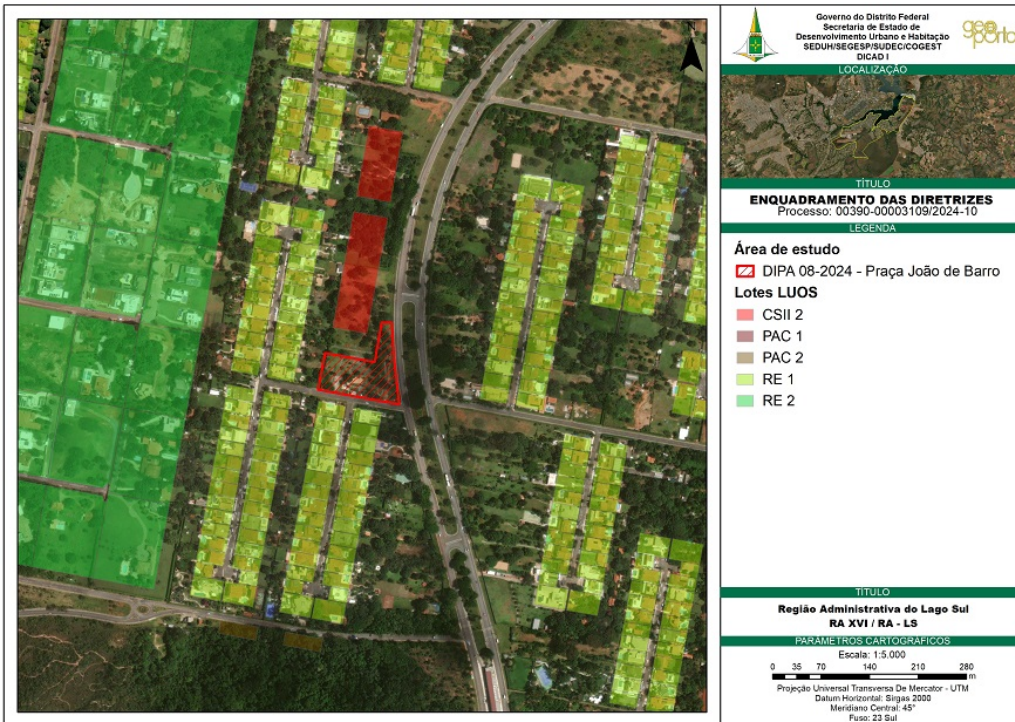 N
Governo do Distrito Federal
Secretaria de Estado de
Desenvolvimento Urbano e Habitação
SEDUH/SEGESP/SUDEC/COGEST
DICAD I
geo
porta
LOCALIZAÇÃO
TÍTULO
ENQUADRAMENTO DAS DIRETRIZES
Processo: 00390-00003109/2024-10
LEGENDA
Área de estudo
DIPA 08-2024 - Praça João de Barro
Lotes LUOS
CSII 2
PAC 1
PAC 2
RE 1
RE 2
TÍTULO
Região Administrativa do Lago Sul
RA XVI / RA - LS
PARÂMETROS CARTOGRÁFICOS
Escala: 1:5.000
0 35 70 140 210 280
m
Projeção Universal Transversa De Mercator - UTM
Datum Horizontal: Sirgas 2000
Meridiano Central: 45°
Fuso: 23 Sul